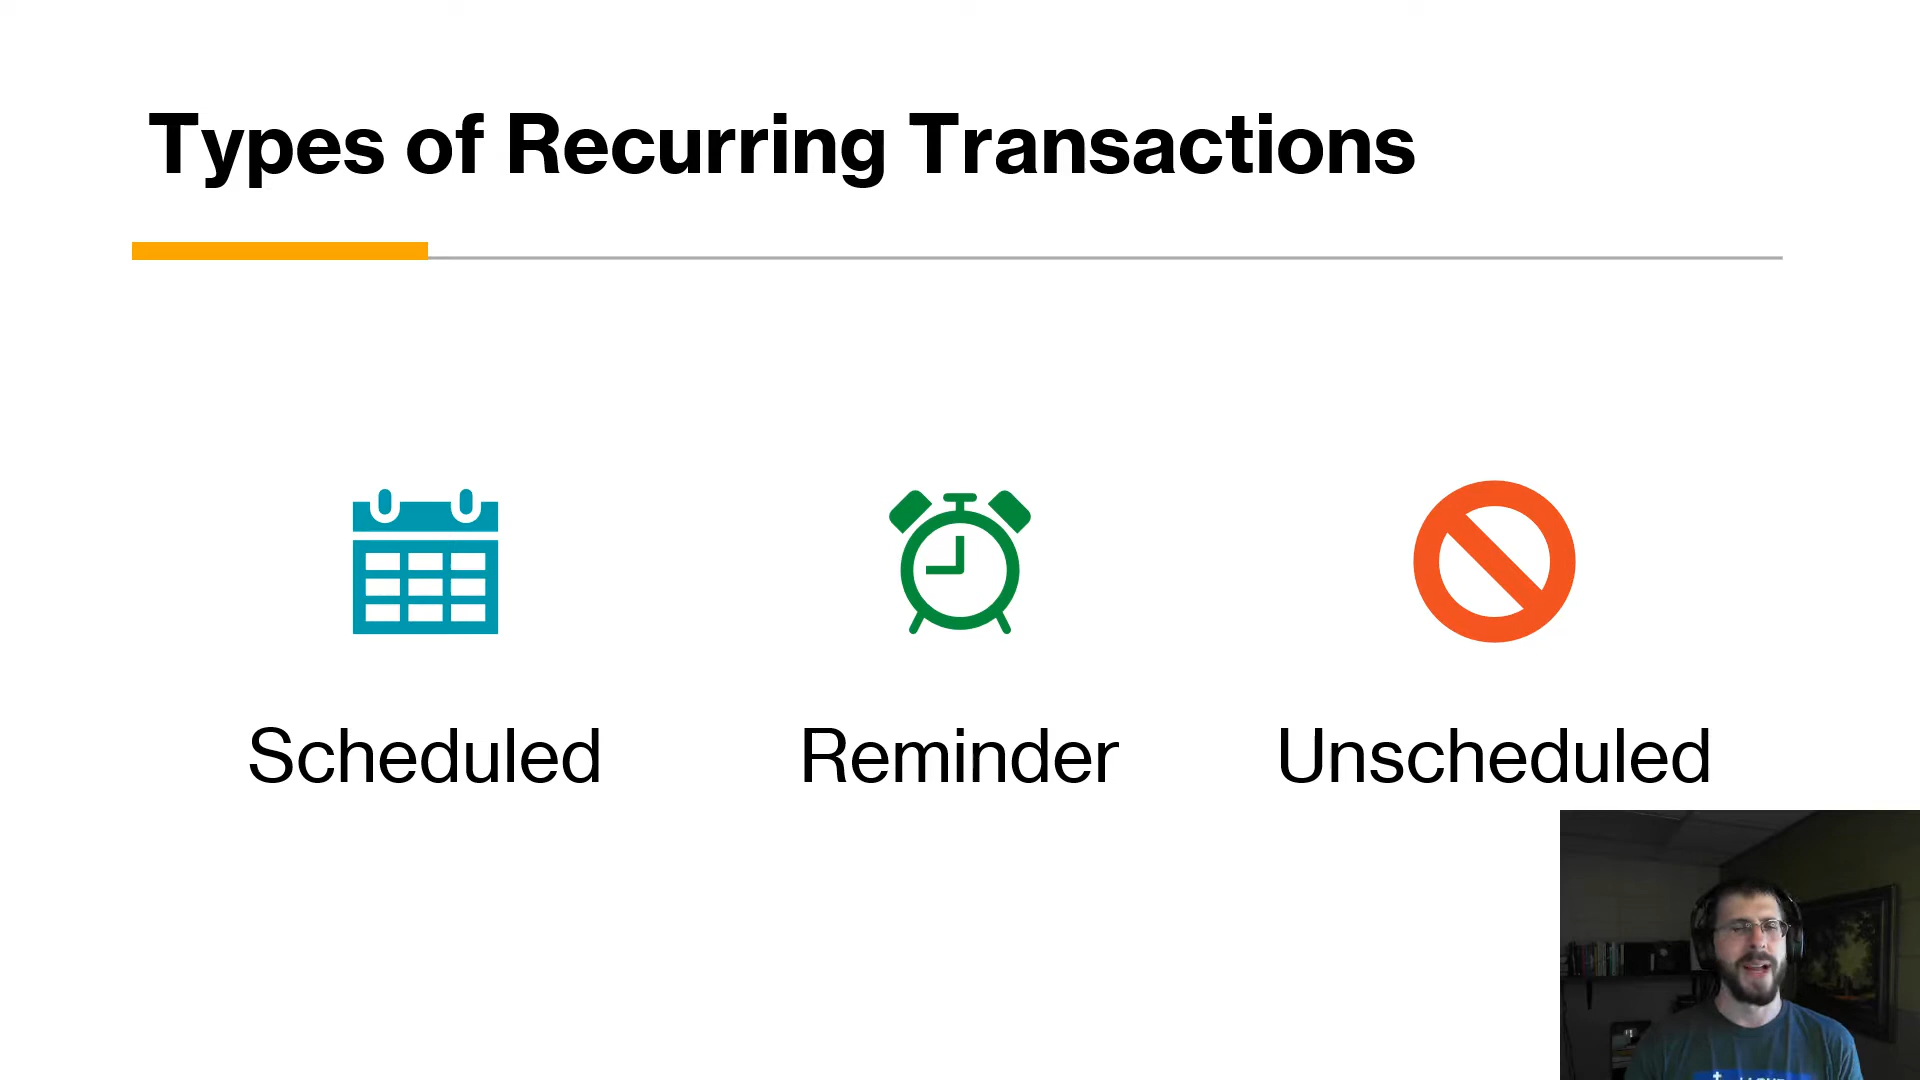 Types of Recurring Transactions
Scheduled
Reminder
Unscheduled